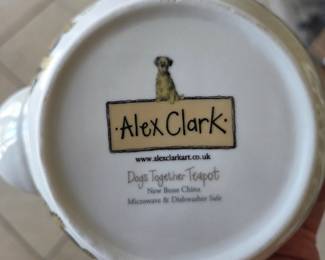 ·Alex Clark·
www.alexclarkart.co.uk
Dogs Together Teapot
New Bone China
Microwave & Dishwasher Safe